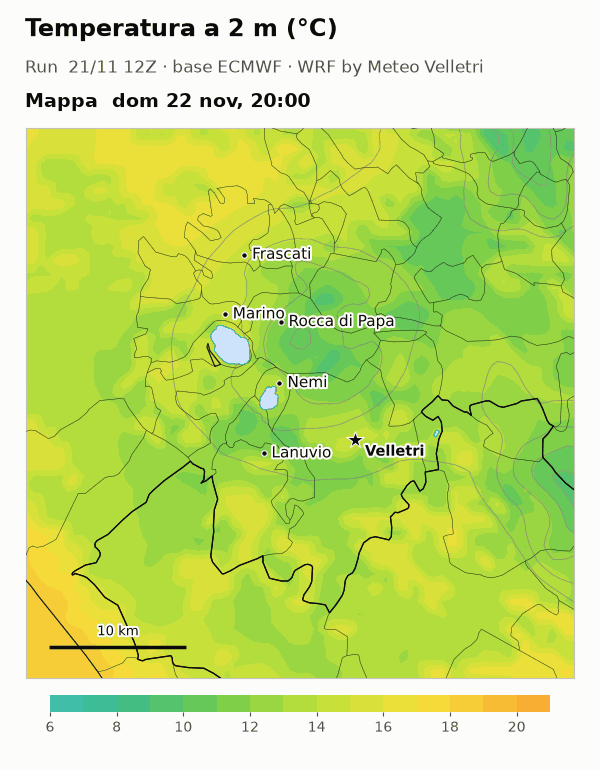 Temperatura a 2 m (°C)
Run  21/11 12Z · base ECMWF · WRF by Meteo Velletri
Mappa  dom 22 nov, 20:00
Frascati
Marino
Rocca di Papa
Nemi
Velletri
Lanuvio
10 km
6 8 10 12 14 16 18 20